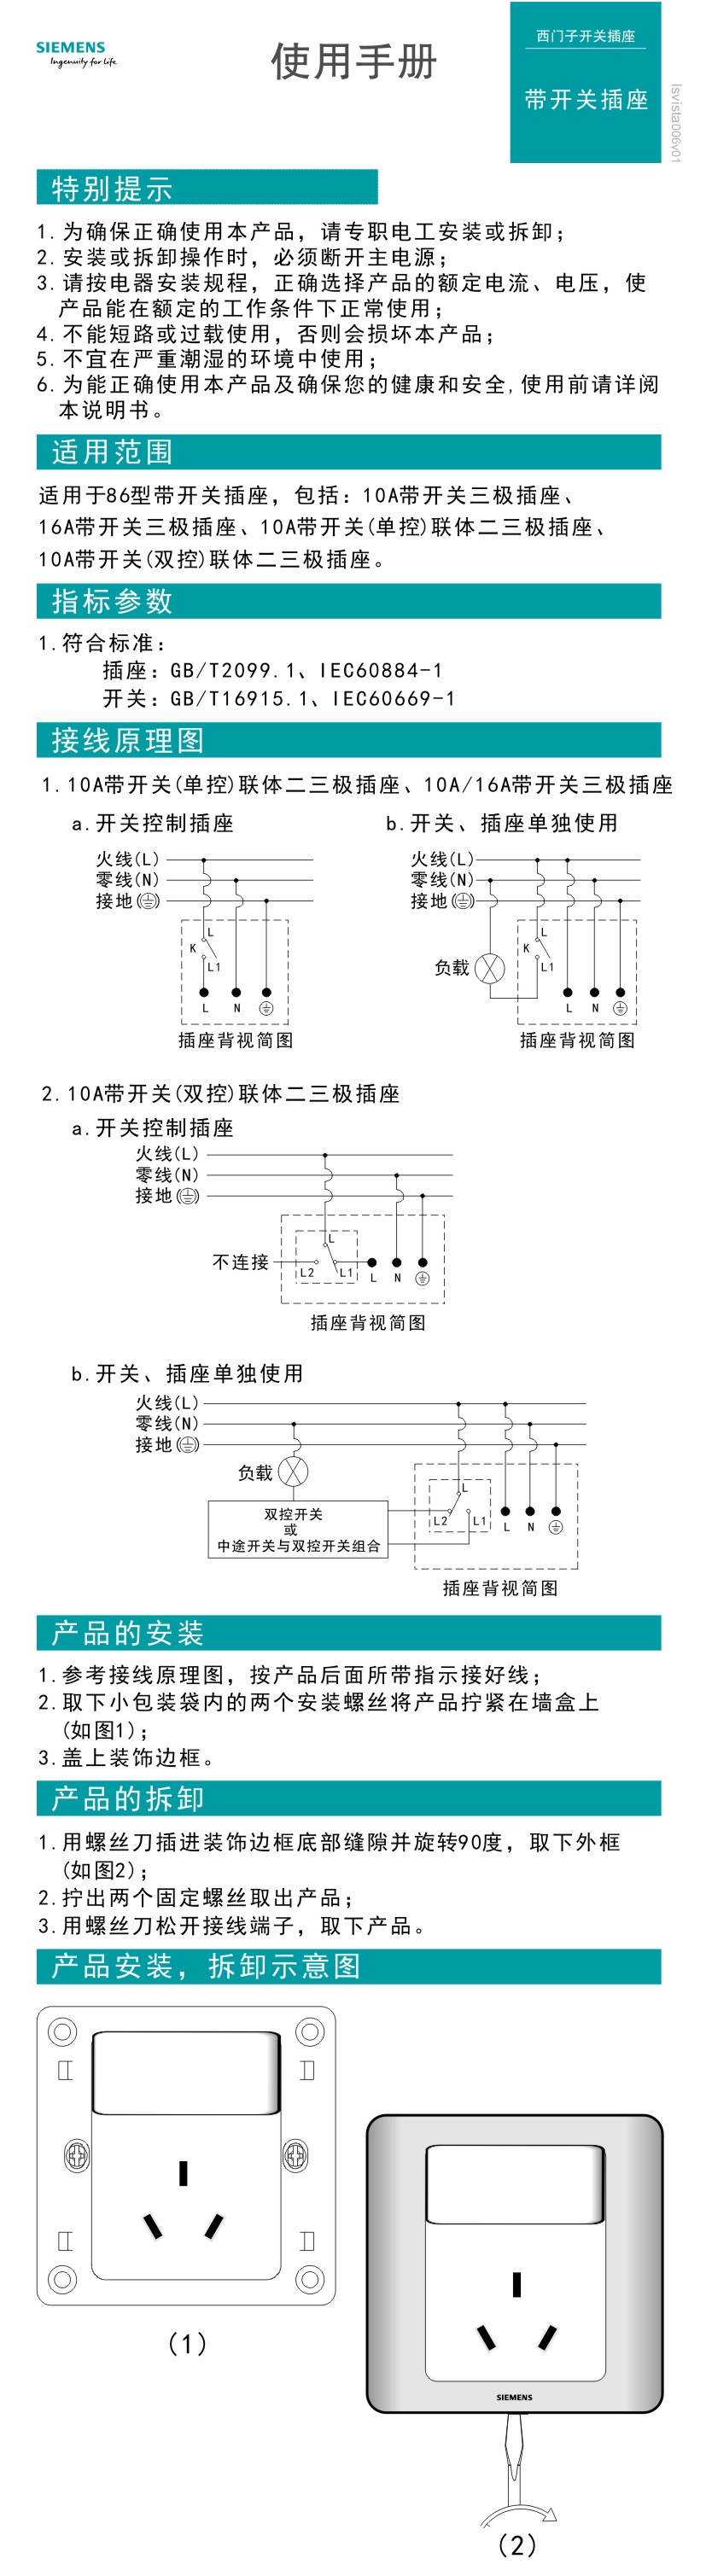 SIEMENS
Ingenuity for life
使用手册
西门子开关插座
带开关插座
lsvista006v01
特别提示
1. 为确保正确使用本产品，请专职电工安装或拆卸；
2. 安装或拆卸操作时，必须断开主电源；
3. 请按电器安装规程，正确选择产品的额定电流、电压，使
产品能在额定的工作条件下正常使用；
4. 不能短路或过载使用，否则会损坏本产品；
5. 不宜在严重潮湿的环境中使用；
6. 为能正确使用本产品及确保您的健康和安全,使用前请详阅
本说明书。
适用范围
适用于86型带开关插座，包括：10A带开关三极插座、
16A带开关三极插座、10A带开关(单控)联体二三极插座、
10A带开关(双控)联体二三极插座。
指标参数
1.符合标准：
插座：GB/T2099.1、IEC60884-1
开关：GB/T16915.1、IEC60669-1
接线原理图
1.10A带开关(单控)联体二三极插座、10A/16A带开关三极插座
a.开关控制插座
火线(L)
零线(N)
接地(⏚)
L
K
L1
L N ⏚
插座背视简图
b.开关、插座单独使用
火线(L)
零线(N)
接地(⏚)
负载
L
K
L1
L N ⏚
插座背视简图
2.10A带开关(双控)联体二三极插座
a.开关控制插座
火线(L)
零线(N)
接地(⏚)
不连接
L
L2 L1 L N ⏚
插座背视简图
b.开关、插座单独使用
火线(L)
零线(N)
接地(⏚)
负载
双控开关
或
中途开关与双控开关组合
L
L2 L1 L N ⏚
插座背视简图
产品的安装
1.参考接线原理图，按产品后面所带指示接好线；
2.取下小包装袋内的两个安装螺丝将产品拧紧在墙盒上
(如图1)；
3.盖上装饰边框。
产品的拆卸
1.用螺丝刀插进装饰边框底部缝隙并旋转90度，取下外框
(如图2)；
2.拧出两个固定螺丝取出产品；
3.用螺丝刀松开接线端子，取下产品。
产品安装，拆卸示意图
(1)
SIEMENS
(2)